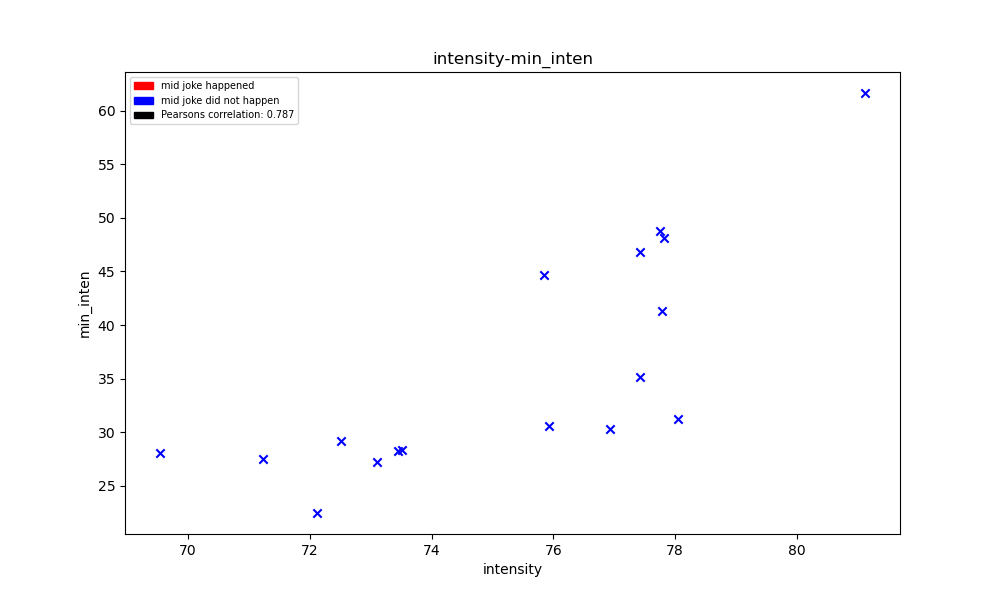 intensity-min_inten
mid joke happened
mid joke did not happen
Pearsons correlation: 0.787
60
55
50
45
40
35
30
25
min_inten
70 72 74 76 78 80
intensity